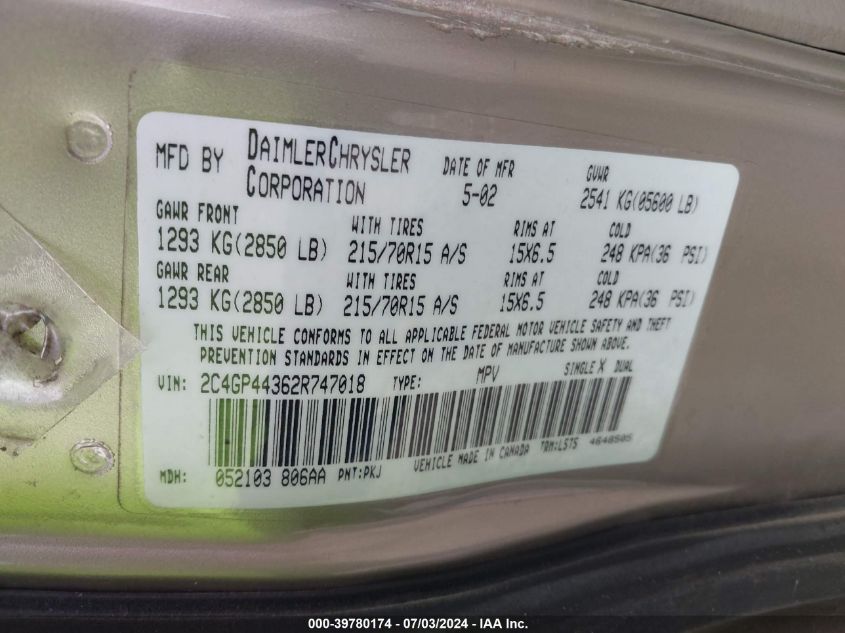 MFD BY DAIMLERCHRYSLER CORPORATION DATE OF MFR 5-02 GVWR 2541 KG(05600 LB)
GAWR FRONT WITH TIRES RIMS AT COLD
1293 KG(2850 LB) 215/70R15 A/S 15X6.5 248 KPA(36 PSI)
GAWR REAR WITH TIRES RIMS AT COLD
1293 KG(2850 LB) 215/70R15 A/S 15X6.5 248 KPA(36 PSI)
THIS VEHICLE CONFORMS TO ALL APPLICABLE FEDERAL MOTOR VEHICLE SAFETY AND THEFT
PREVENTION STANDARDS IN EFFECT ON THE DATE OF MANUFACTURE SHOWN ABOVE.
VIN: 2C4GP44362R747018 TYPE: MPV SINGLE X DUAL
MDH: 052103 806AA PNT:PKJ VEHICLE MADE IN CANADA TRM:L5T5 4648505
000-39780174 / 07/03/2024 - IAA Inc.